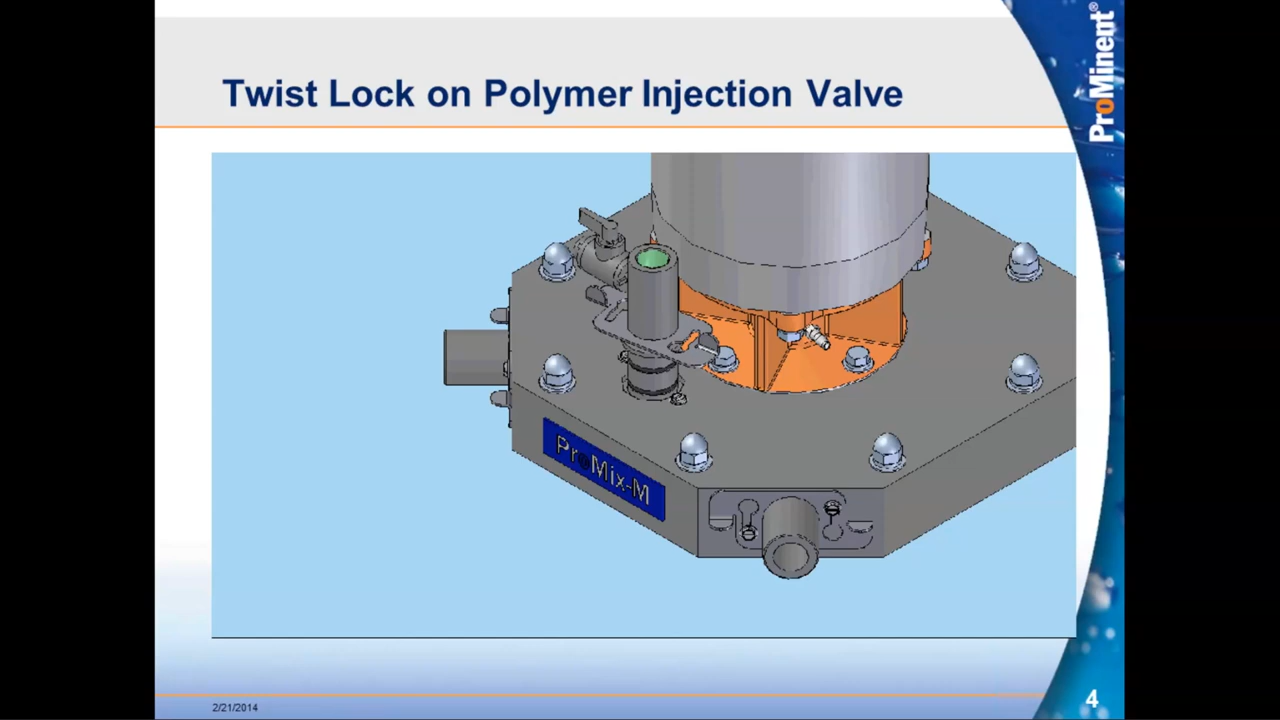 Twist Lock on Polymer Injection Valve
ProMinent®
ProMix-M
2/21/2014
4